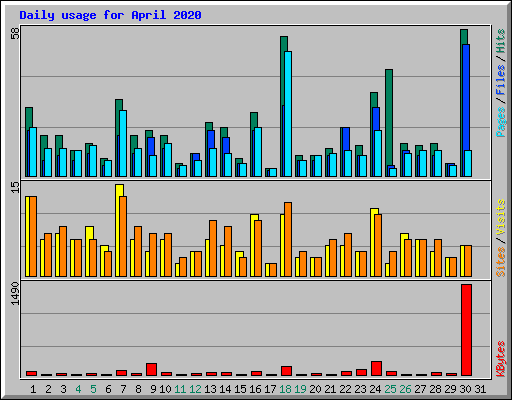 Daily usage for April 2020
58
Pages / Files / Hits
15
Sites / Visits
1490
KBytes
1 2 3 4 5 6 7 8 9 10 11 12 13 14 15 16 17 18 19 20 21 22 23 24 25 26 27 28 29 30 31